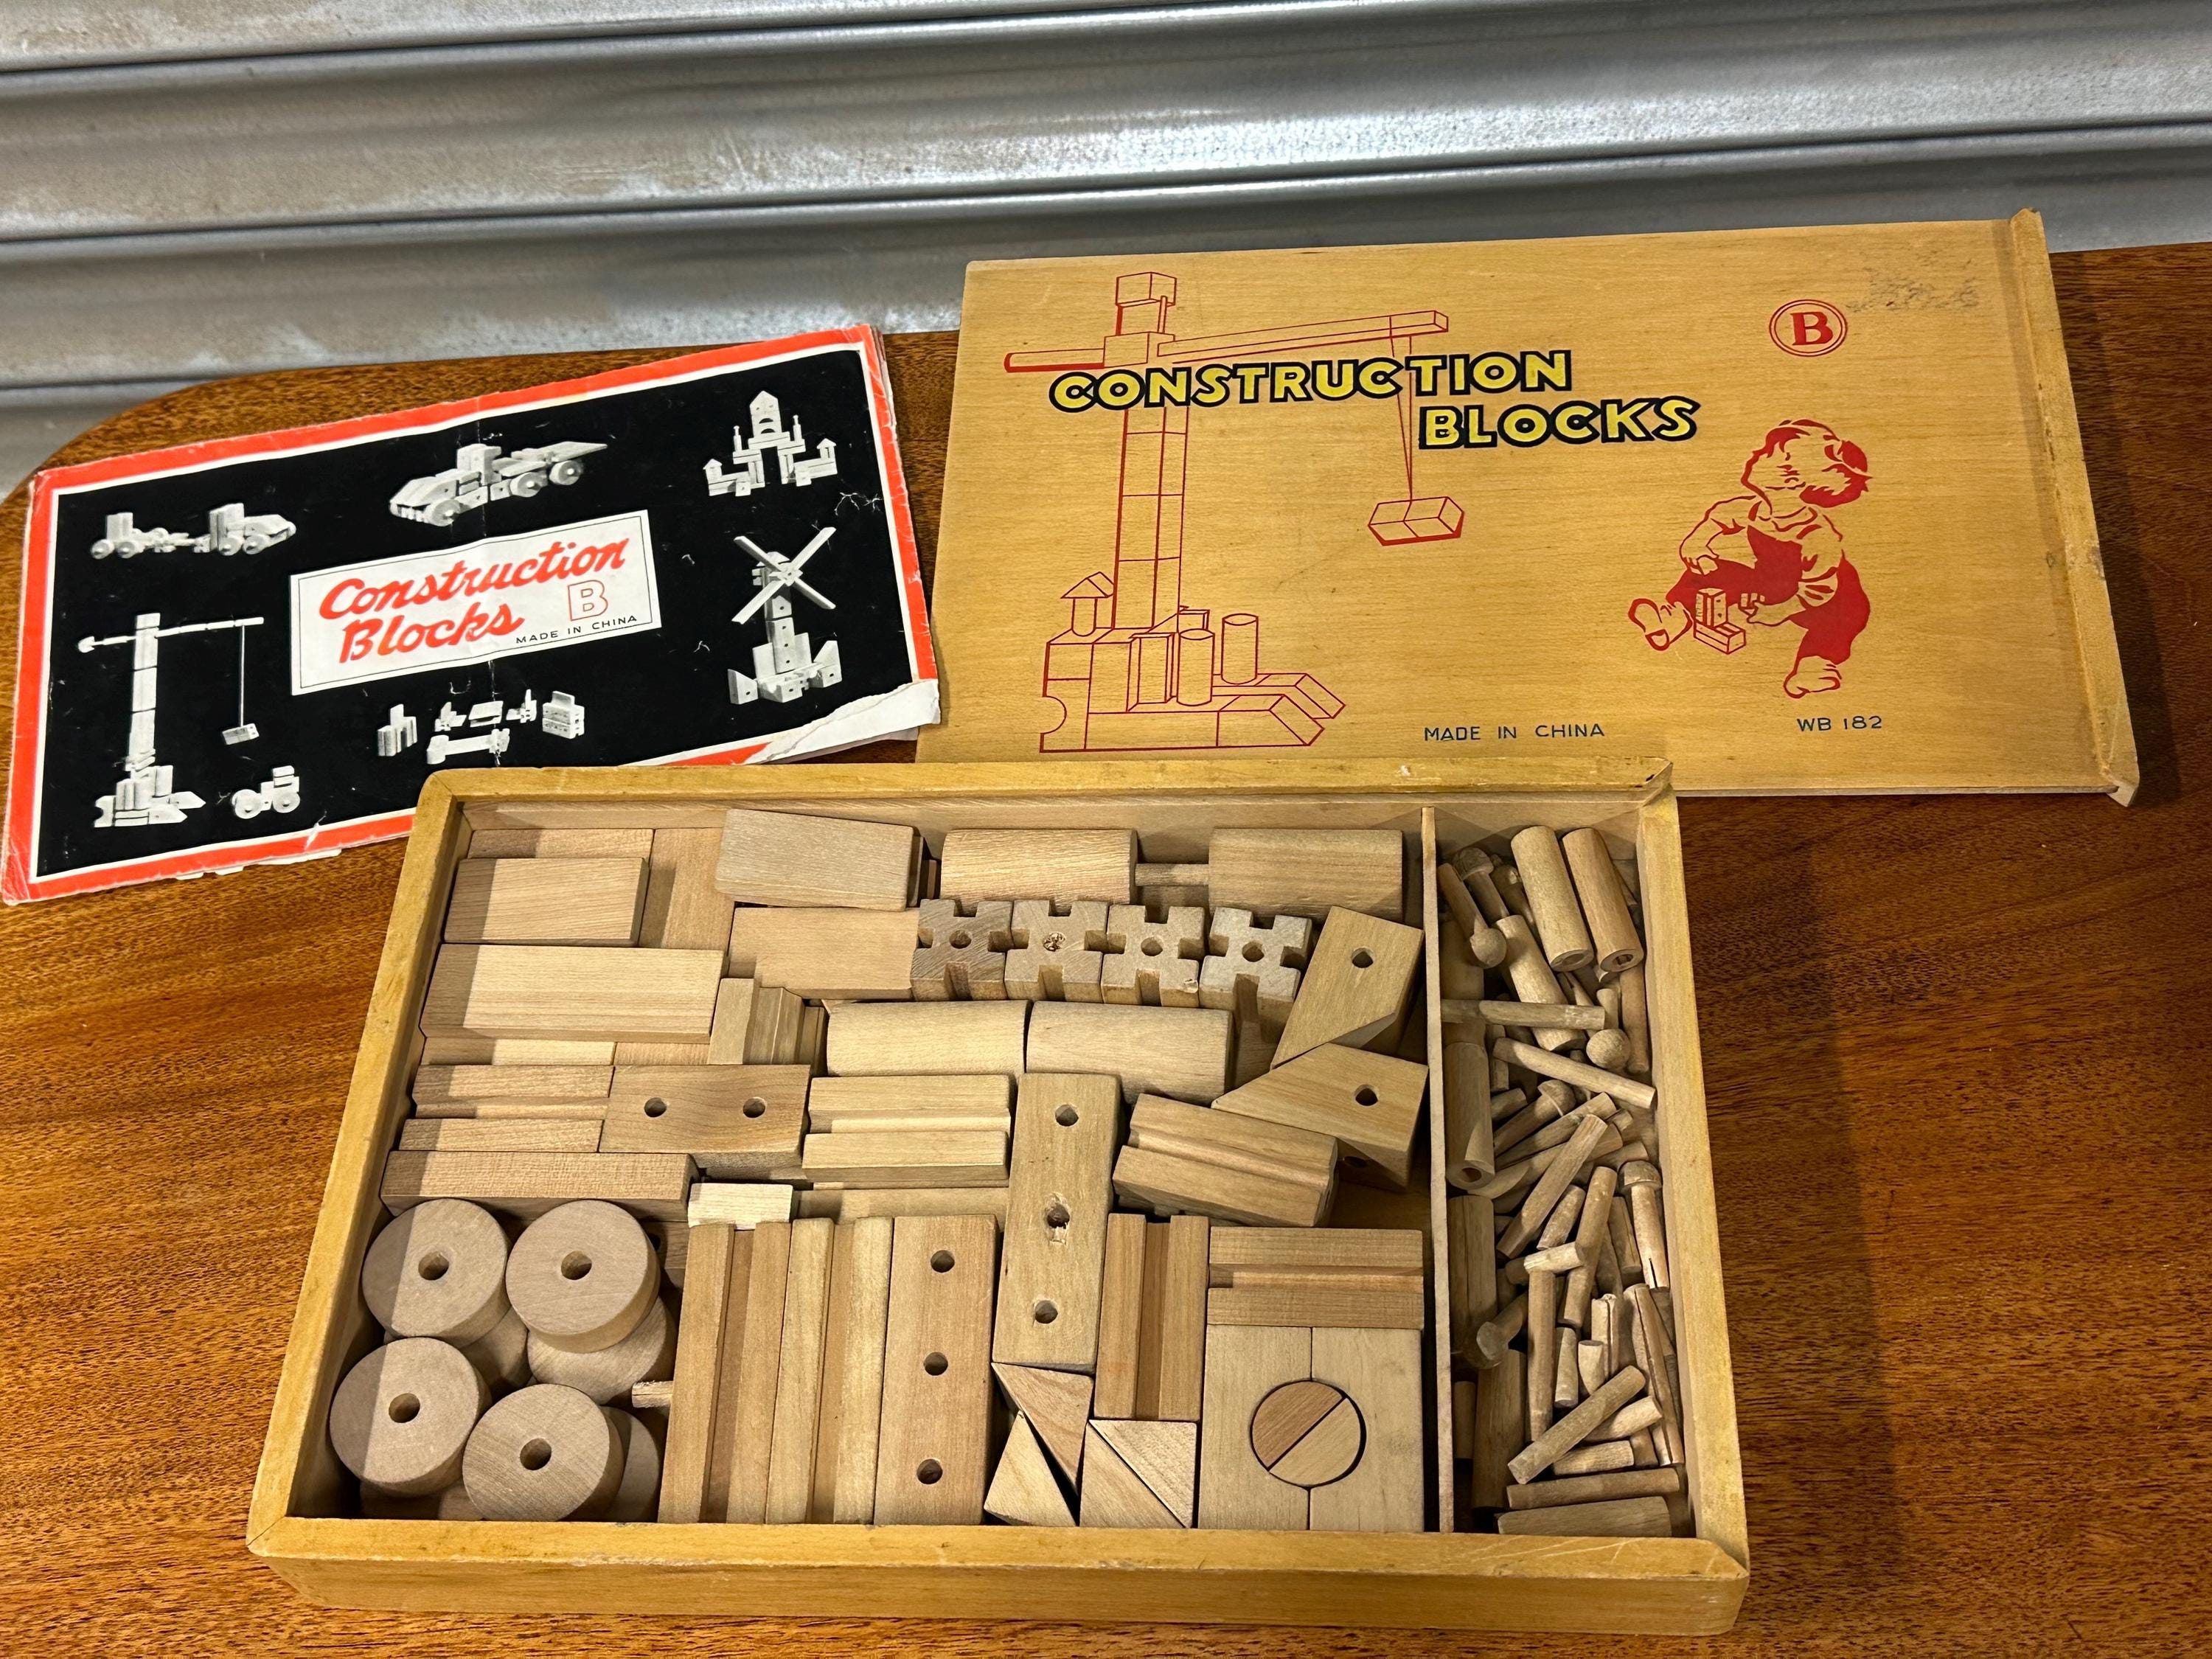 Construction
Blocks B
MADE IN CHINA
B
CONSTRUCTION
BLOCKS
MADE IN CHINA
WB 182